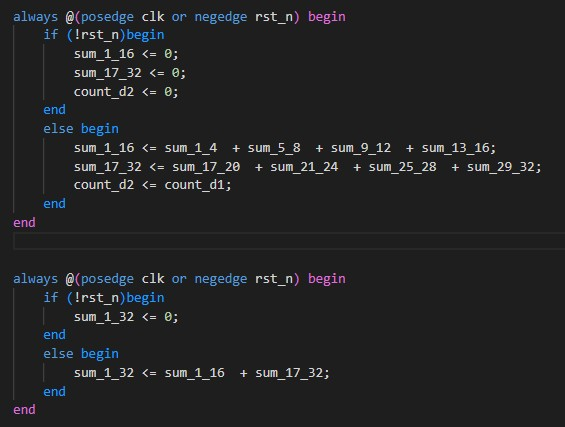 always @(posedge clk or negedge rst_n) begin
if (!rst_n)begin
sum_1_16 <= 0;
sum_17_32 <= 0;
count_d2 <= 0;
end
else begin
sum_1_16 <= sum_1_4  + sum_5_8  + sum_9_12  + sum_13_16;
sum_17_32 <= sum_17_20  + sum_21_24  + sum_25_28  + sum_29_32;
count_d2 <= count_d1;
end
end
always @(posedge clk or negedge rst_n) begin
if (!rst_n)begin
sum_1_32 <= 0;
end
else begin
sum_1_32 <= sum_1_16  + sum_17_32;
end
end